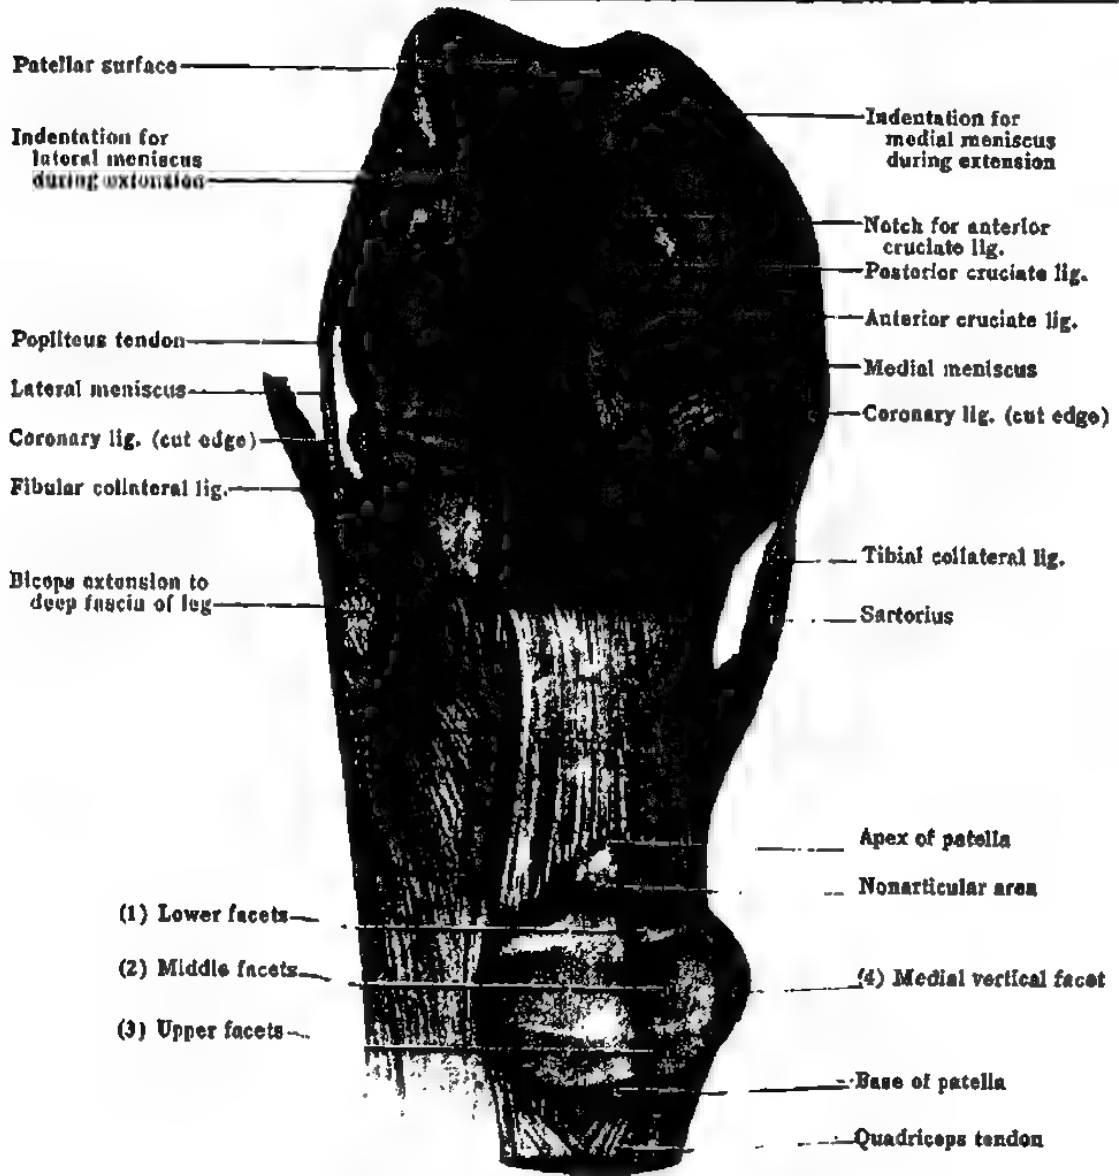 Patellar surface
Indentation for
lateral meniscus
during extension
Popliteus tendon
Lateral meniscus
Coronary lig. (cut edge)
Fibular collateral lig.
Biceps extension to
deep fascia of leg
(1) Lower facets
(2) Middle facets
(3) Upper facets
Indentation for
medial meniscus
during extension
Notch for anterior
cruciate lig.
Posterior cruciate lig.
Anterior cruciate lig.
Medial meniscus
Coronary lig. (cut edge)
Tibial collateral lig.
Sartorius
Apex of patella
Nonarticular area
(4) Medial vertical facet
Base of patella
Quadriceps tendon